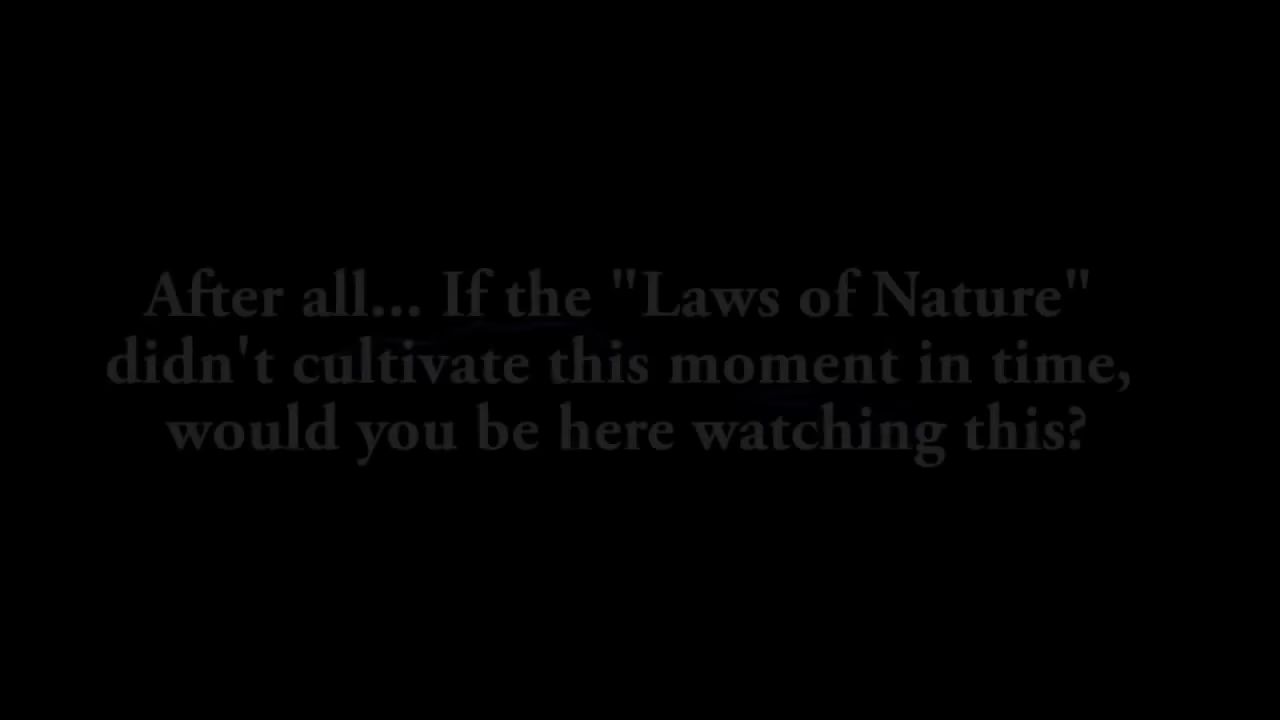 After all... If the "Laws of Nature"
didn't cultivate this moment in time,
would you be here watching this?